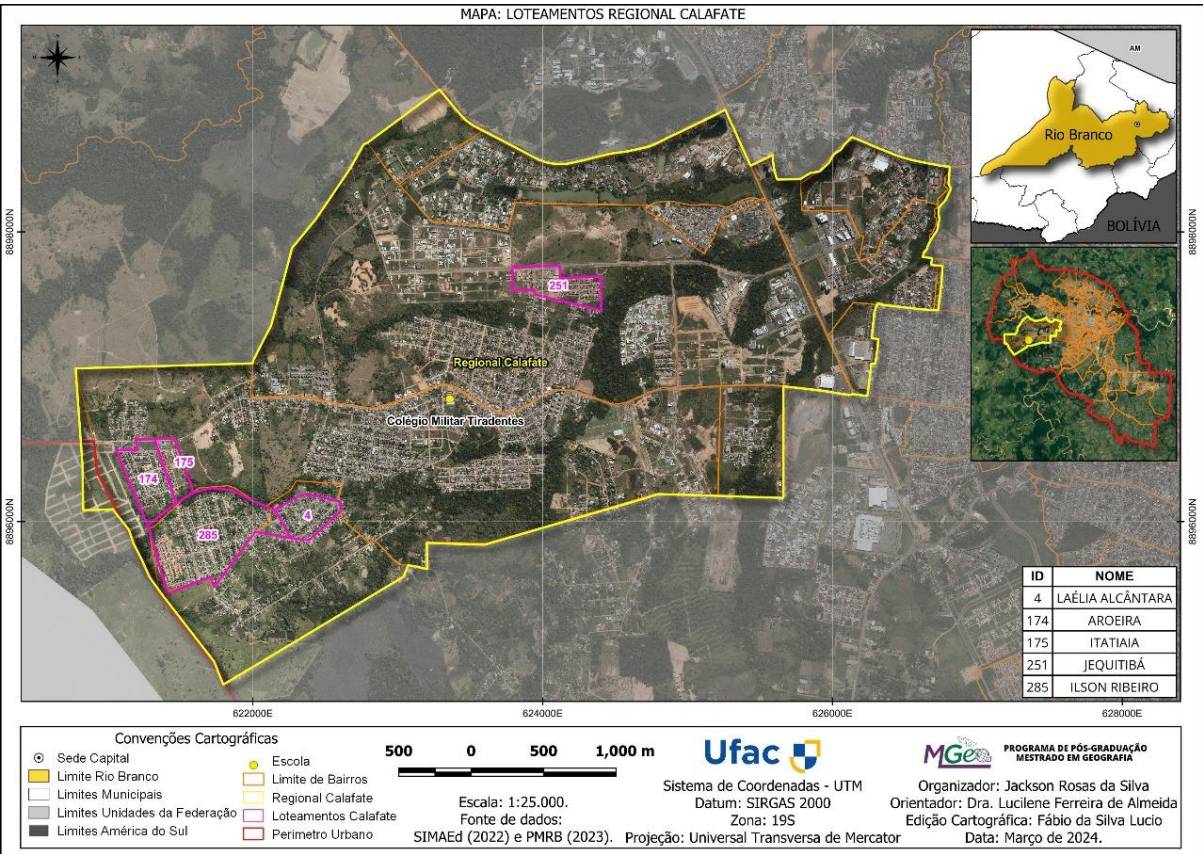 MAPA: LOTEAMENTOS REGIONAL CALAFATE
AM
Rio Branco
BOLÍVIA
8898000N
8898000N
251
Regional Calafate
Colégio Militar Tiradentes
174
175
285
4
8896000N
8896000N
ID NOME
4 LAÉLIA ALCÂNTARA
174 AROEIRA
175 ITATIAIA
251 JEQUITIBÁ
285 ILSON RIBEIRO
622000E 624000E 626000E 628000E
Convenções Cartográficas
Sede Capital
Limite Rio Branco
Limites Municipais
Limites Unidades da Federação
Limites América do Sul
Escola
Limite de Bairros
Regional Calafate
Loteamentos Calafate
Perimetro Urbano
500 0 500 1,000 m
Escala: 1:25.000.
Fonte de dados:
SIMAEd (2022) e PMRB (2023).
Ufac
Sistema de Coordenadas - UTM
Datum: SIRGAS 2000
Zona: 19S
Projeção: Universal Transversa de Mercator
MGeo
PROGRAMA DE PÓS-GRADUAÇÃO
MESTRADO EM GEOGRAFIA
Organizador: Jackson Rosas da Silva
Orientador: Dra. Lucilene Ferreira de Almeida
Edição Cartográfica: Fábio da Silva Lucio
Data: Março de 2024.